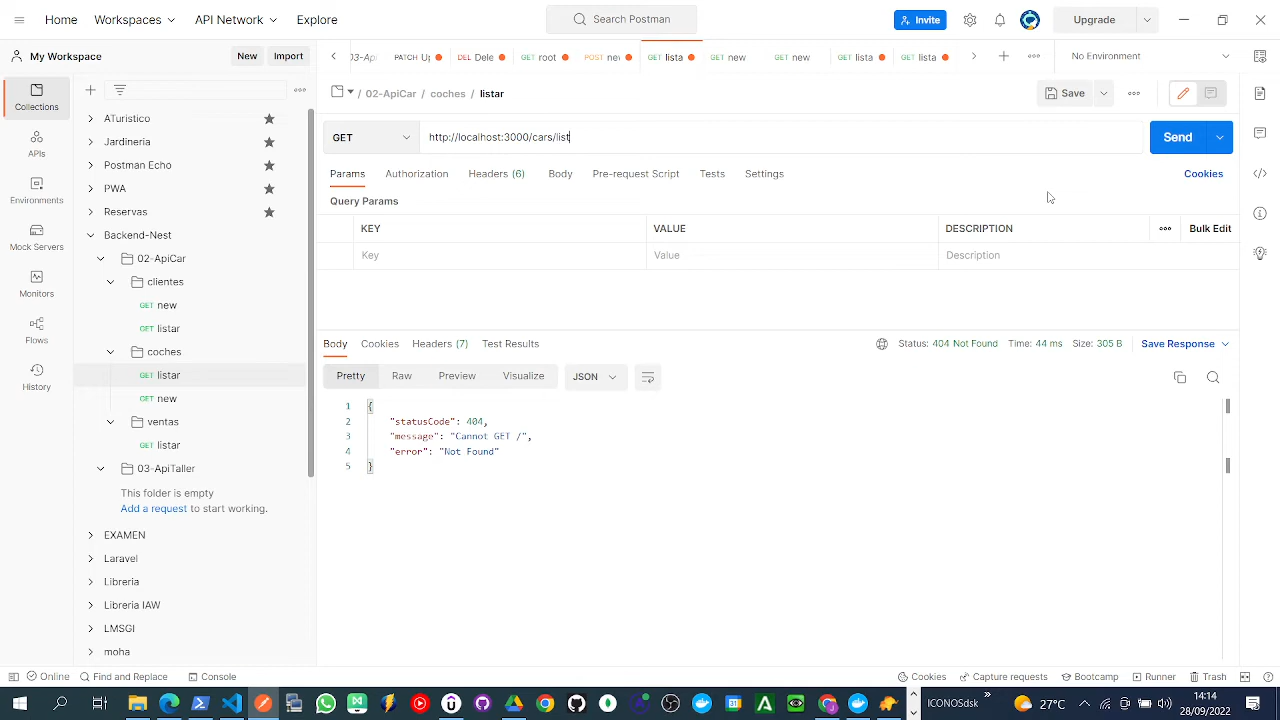 Home Workspaces API Network Explore Search Postman Invite Upgrade
My Workspace New Import
03-Ap PATCH Up DEL Dele GET root POST nev GET lista GET new GET new GET lista GET lista No Environment
/ 02-ApiCar / coches / listar Save
Collections
APIs
Environments
Mock Servers
Monitors
Flows
History
ATuristico
Jardineria
Postman Echo
PWA
Reservas
Backend-Nest
02-ApiCar
clientes
GET new
GET listar
coches
GET listar
GET new
ventas
GET listar
03-ApiTaller
This folder is empty
Add a request to start working.
EXAMEN
Laravel
Libreria
Libreria IAW
LMSGI
moha
GET http://localhost:3000/cars/list Send
Params Authorization Headers (6) Body Pre-request Script Tests Settings Cookies
Query Params
KEY VALUE DESCRIPTION Bulk Edit
Key Value Description
Body Cookies Headers (7) Test Results Status: 404 Not Found Time: 44 ms Size: 305 B Save Response
Pretty Raw Preview Visualize JSON
1 {
2 "statusCode": 404,
3 "message": "Cannot GET /",
4 "error": "Not Found"
5 }
Online Find and Replace Console Cookies Capture requests Bootcamp Runner Trash
ICONOSdsk 27°C 14:14
28/09/2022